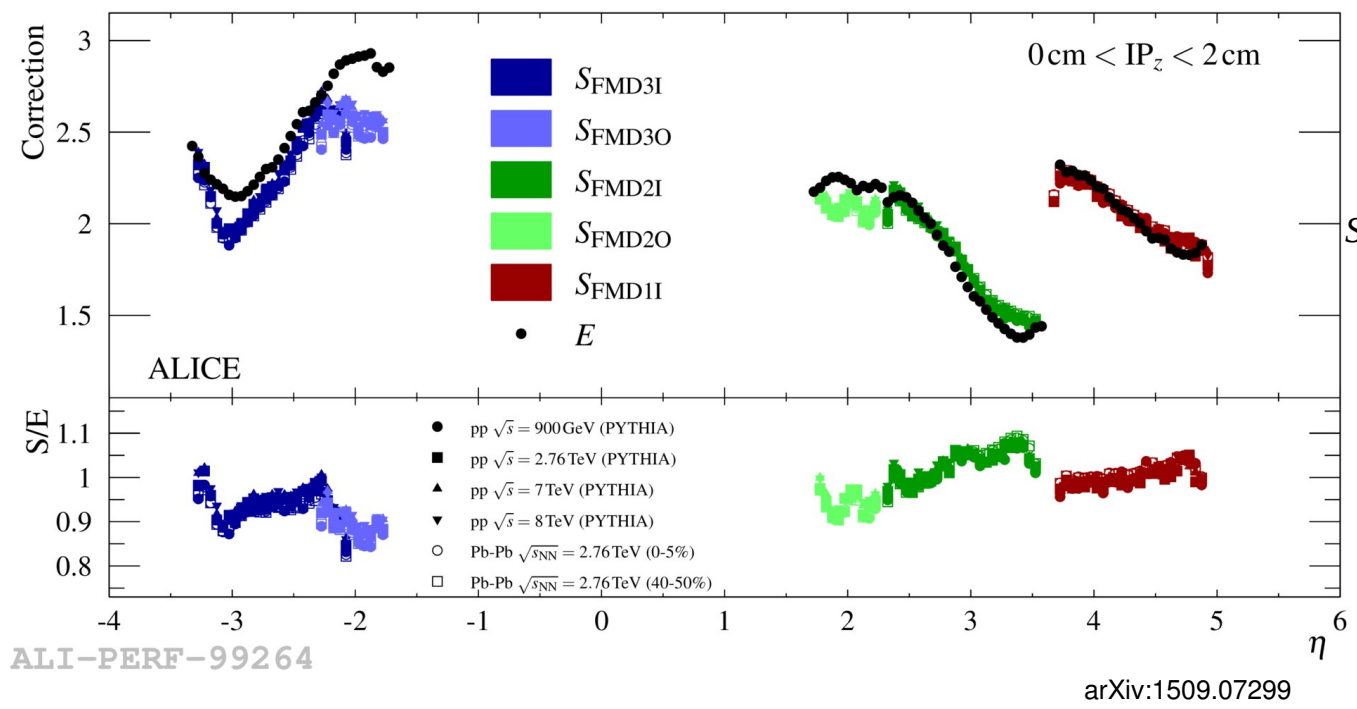 Correction
3
2.5
2
1.5
S_FMD3I
S_FMD3O
S_FMD2I
S_FMD2O
S_FMD1I
E
0 cm < IP_z < 2 cm
S
ALICE
S/E
1.1
1
0.9
0.8
pp √s = 900 GeV (PYTHIA)
pp √s = 2.76 TeV (PYTHIA)
pp √s = 7 TeV (PYTHIA)
pp √s = 8 TeV (PYTHIA)
Pb-Pb √s_NN = 2.76 TeV (0-5%)
Pb-Pb √s_NN = 2.76 TeV (40-50%)
-4 -3 -2 -1 0 1 2 3 4 5 6
η
ALI-PERF-99264
arXiv:1509.07299